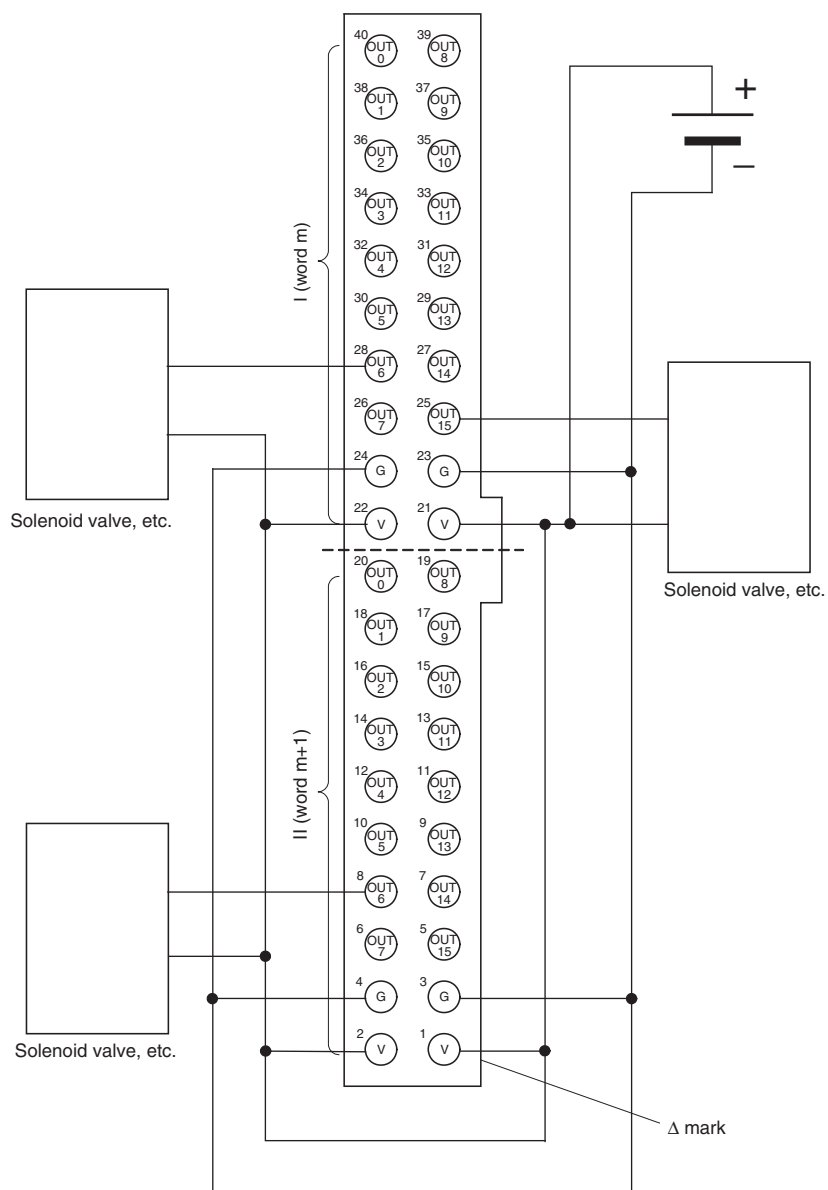 40 OUT 0 39 OUT 8
38 OUT 1 37 OUT 9
+
36 OUT 2 35 OUT 10
−
34 OUT 3 33 OUT 11
I (word m)
32 OUT 4 31 OUT 12
30 OUT 5 29 OUT 13
28 OUT 6 27 OUT 14
26 OUT 7 25 OUT 15
24 G 23 G
Solenoid valve, etc.
22 V 21 V
20 OUT 0 19 OUT 8
Solenoid valve, etc.
18 OUT 1 17 OUT 9
16 OUT 2 15 OUT 10
14 OUT 3 13 OUT 11
II (word m+1)
12 OUT 4 11 OUT 12
10 OUT 5 9 OUT 13
8 OUT 6 7 OUT 14
6 OUT 7 5 OUT 15
4 G 3 G
2 V 1 V
Solenoid valve, etc.
Δ mark